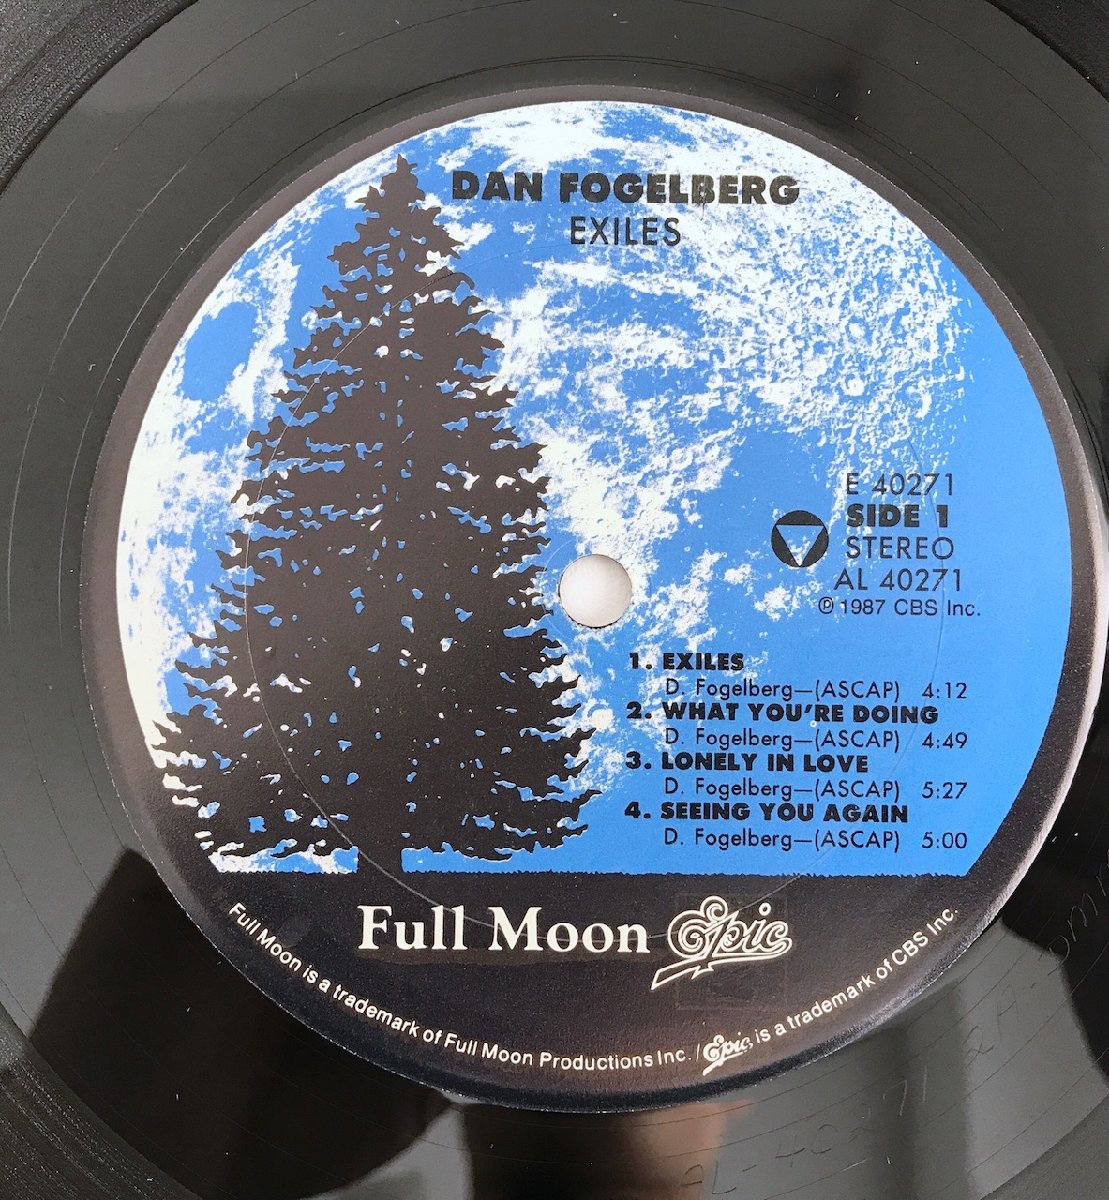 DAN FOGELBERG
EXILES
E 40271
SIDE 1
STEREO
AL 40271
© 1987 CBS Inc.
1. EXILES
D. Fogelberg—(ASCAP) 4:12
2. WHAT YOU'RE DOING
D. Fogelberg—(ASCAP) 4:49
3. LONELY IN LOVE
D. Fogelberg—(ASCAP) 5:27
4. SEEING YOU AGAIN
D. Fogelberg—(ASCAP) 5:00
Full Moon Epic
Full Moon is a trademark of Full Moon Productions Inc. / Epic is a trademark of CBS Inc.